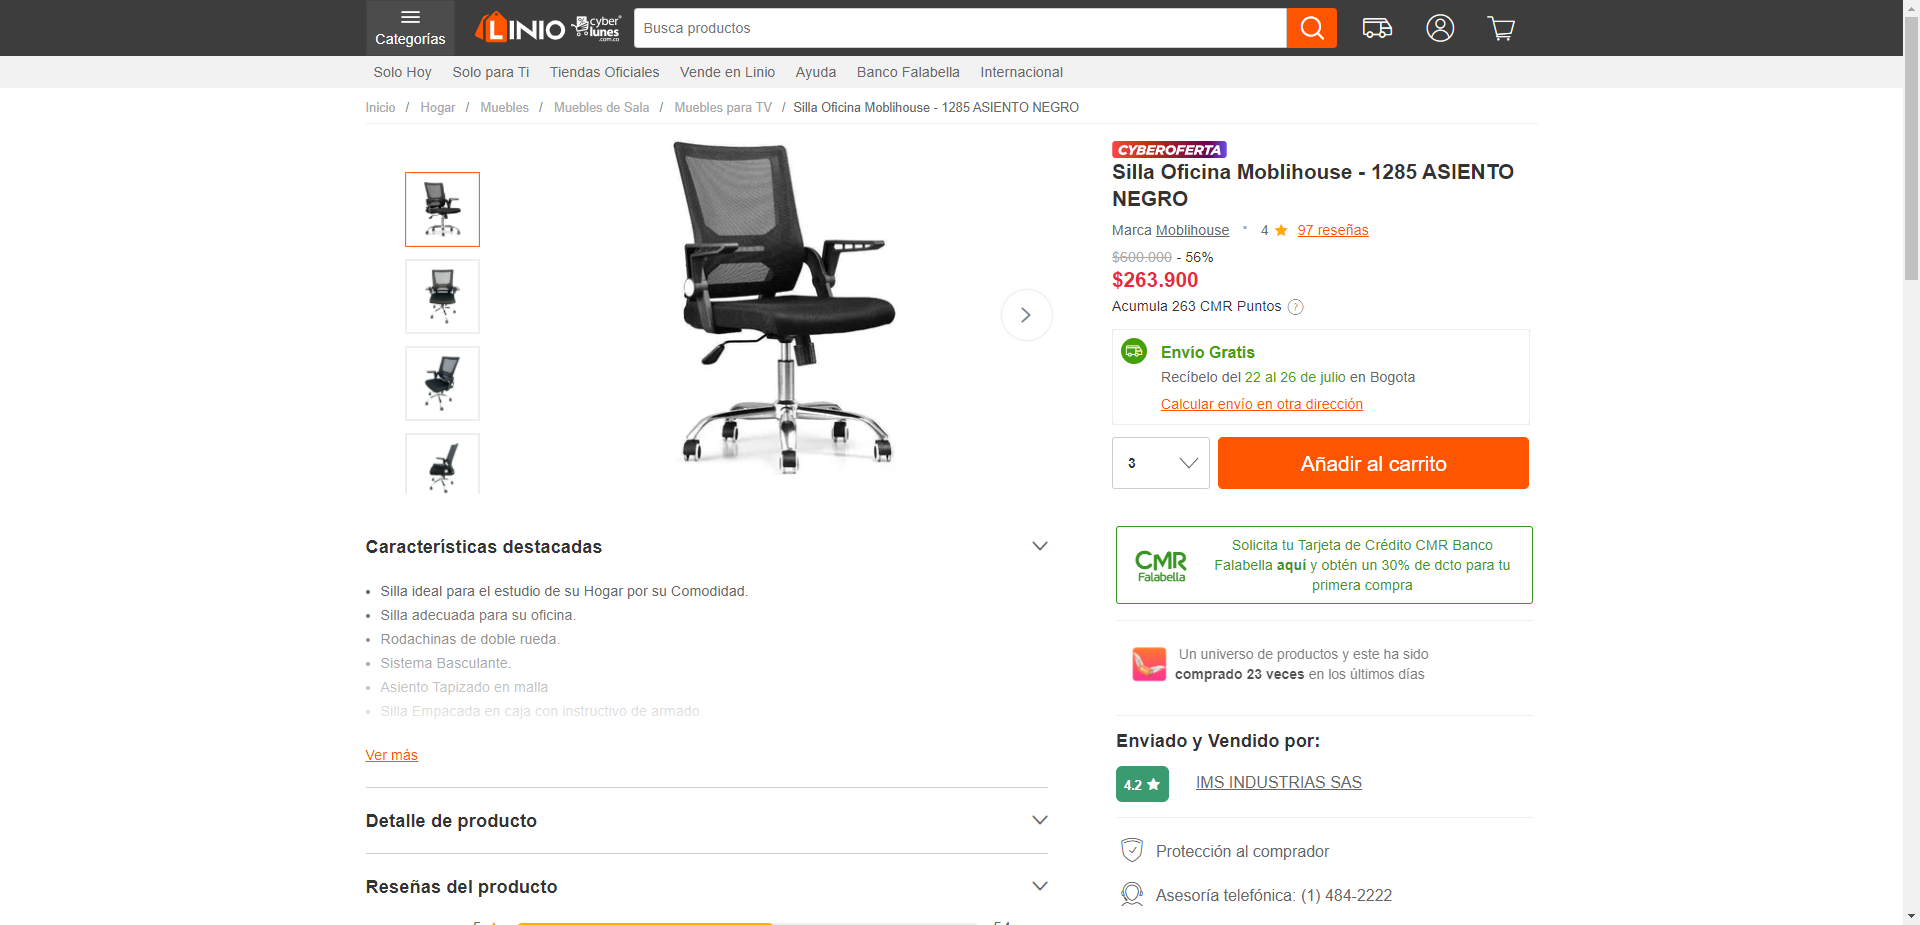 Categorías
LINIO
cyber lunes .com.co
Busca productos
Solo Hoy
Solo para Ti
Tiendas Oficiales
Vende en Linio
Ayuda
Banco Falabella
Internacional
Inicio / Hogar / Muebles / Muebles de Sala / Muebles para TV / Silla Oficina Moblihouse - 1285 ASIENTO NEGRO
CYBEROFERTA
Silla Oficina Moblihouse - 1285 ASIENTO
NEGRO
Marca Moblihouse
4
97 reseñas
$600.000 - 56%
$263.900
Acumula 263 CMR Puntos ?
Envío Gratis
Recíbelo del 22 al 26 de julio en Bogota
Calcular envío en otra dirección
3
Añadir al carrito
Características destacadas
• Silla ideal para el estudio de su Hogar por su Comodidad.
• Silla adecuada para su oficina.
• Rodachinas de doble rueda.
• Sistema Basculante.
• Asiento Tapizado en malla
• Silla Empacada en caja con instructivo de armado.
Ver más
Detalle de producto
Reseñas del producto
CMR
Falabella
Solicita tu Tarjeta de Crédito CMR Banco
Falabella aquí y obtén un 30% de dcto para tu
primera compra
Un universo de productos y este ha sido
comprado 23 veces en los últimos días
Enviado y Vendido por:
4.2
IMS INDUSTRIAS SAS
Protección al comprador
Asesoría telefónica: (1) 484-2222